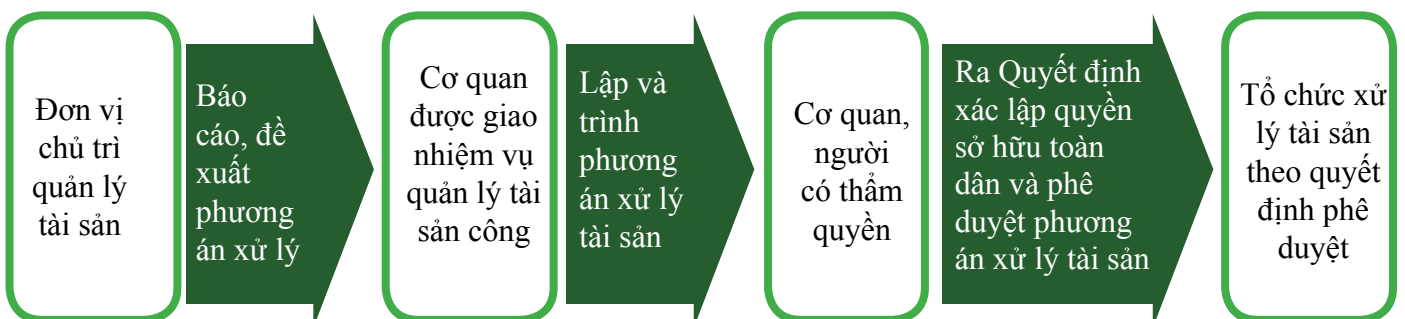 Đơn vị
chủ trì
quản lý
tài sản
Báo
cáo, đề
xuất
phương
án xử lý
Cơ quan
được giao
nhiệm vụ
quản lý tài
sản công
Lập và
trình
phương
án xử lý
tài sản
Cơ quan,
người
có thẩm
quyền
Ra Quyết định
xác lập quyền
sở hữu toàn
dân và phê
duyệt phương
án xử lý tài sản
Tổ chức xử
lý tài sản
theo quyết
định phê
duyệt